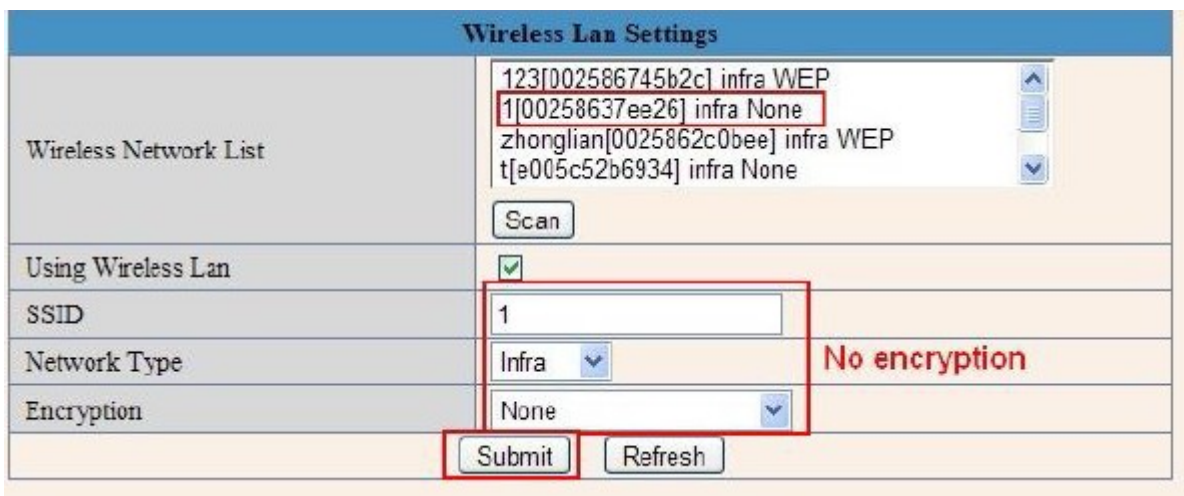 Wireless Lan Settings
Wireless Network List
123[002586745b2c] infra WEP
1[00258637ee26] infra None
zhonglian[0025862c0bee] infra WEP
t[e005c52b6934] infra None
Scan
Using Wireless Lan
SSID
1
Network Type
Infra
No encryption
Encryption
None
Submit
Refresh